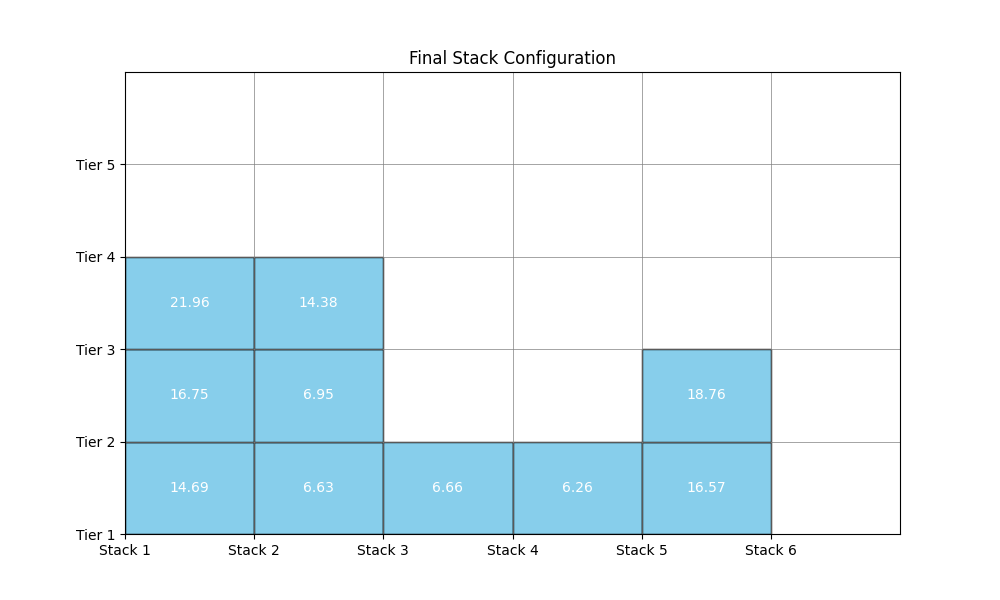 Final Stack Configuration
Tier 5
Tier 4
21.96 14.38
Tier 3
16.75 6.95 18.76
Tier 2
14.69 6.63 6.66 6.26 16.57
Tier 1
Stack 1 Stack 2 Stack 3 Stack 4 Stack 5 Stack 6